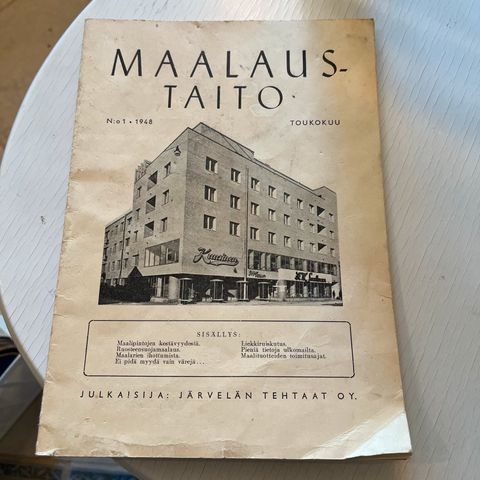 MAALAUS-
TAITO
N:o 1 • 1948 TOUKOKUU
SISÄLLYS:
Maalipintojen kestävyydestä.
Ruosteensuojamaalaus.
Maalarien ihottumista.
Ei pidä myydä vain värejä...
Liekkiruiskutus.
Pieniä tietoja ulkomailta.
Maalituotteiden toimitusajat.
JULKAISIJA: JÄRVELÄN TEHTAAT OY.